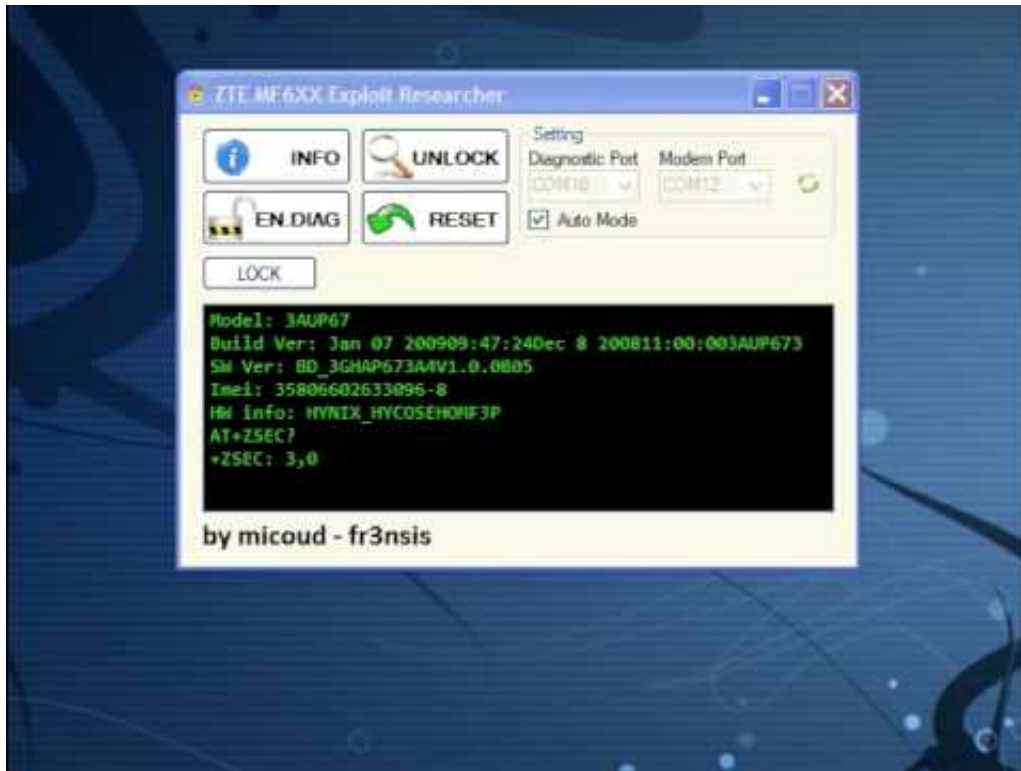 ZTE MF6XX Exploit Researcher
INFO
UNLOCK
EN.DIAG
RESET
LOCK
Setting
Diagnostic Port
Modem Port
COM12
Auto Mode
Model: 3AUP67
Build Ver: Jan 07 200909:47:24Dec 8 200811:00:003AUP673
SW Ver: BD_3GHAP673A4V1.0.0B05
Imei: 35806602633096-8
HW info:
AT+ZSEC?
+ZSEC: 3,0
by micoud - fr3nsis